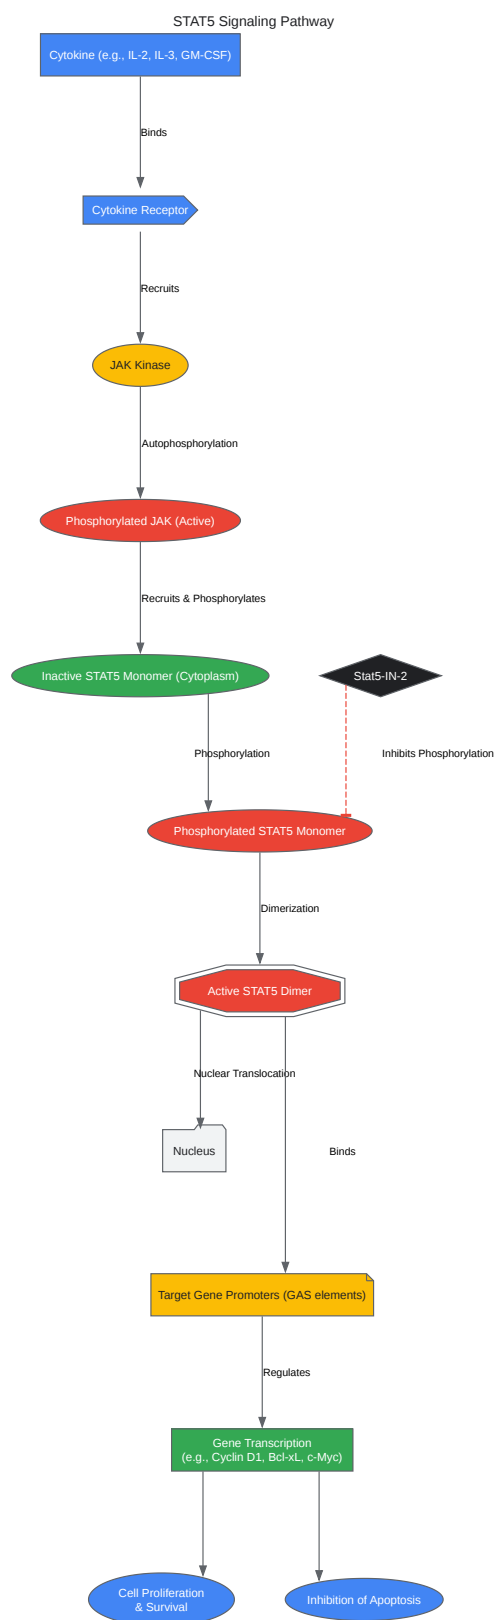 STAT5 Signaling Pathway
Cytokine (e.g., IL-2, IL-3, GM-CSF)
Binds
Cytokine Receptor
Recruits
JAK Kinase
Autophosphorylation
Phosphorylated JAK (Active)
Recruits & Phosphorylates
Inactive STAT5 Monomer (Cytoplasm)
Stat5-IN-2
Phosphorylation
Inhibits Phosphorylation
Phosphorylated STAT5 Monomer
Dimerization
Active STAT5 Dimer
Nuclear Translocation
Nucleus
Binds
Target Gene Promoters (GAS elements)
Regulates
Gene Transcription
(e.g., Cyclin D1, Bcl-xL, c-Myc)
Cell Proliferation
& Survival
Inhibition of Apoptosis